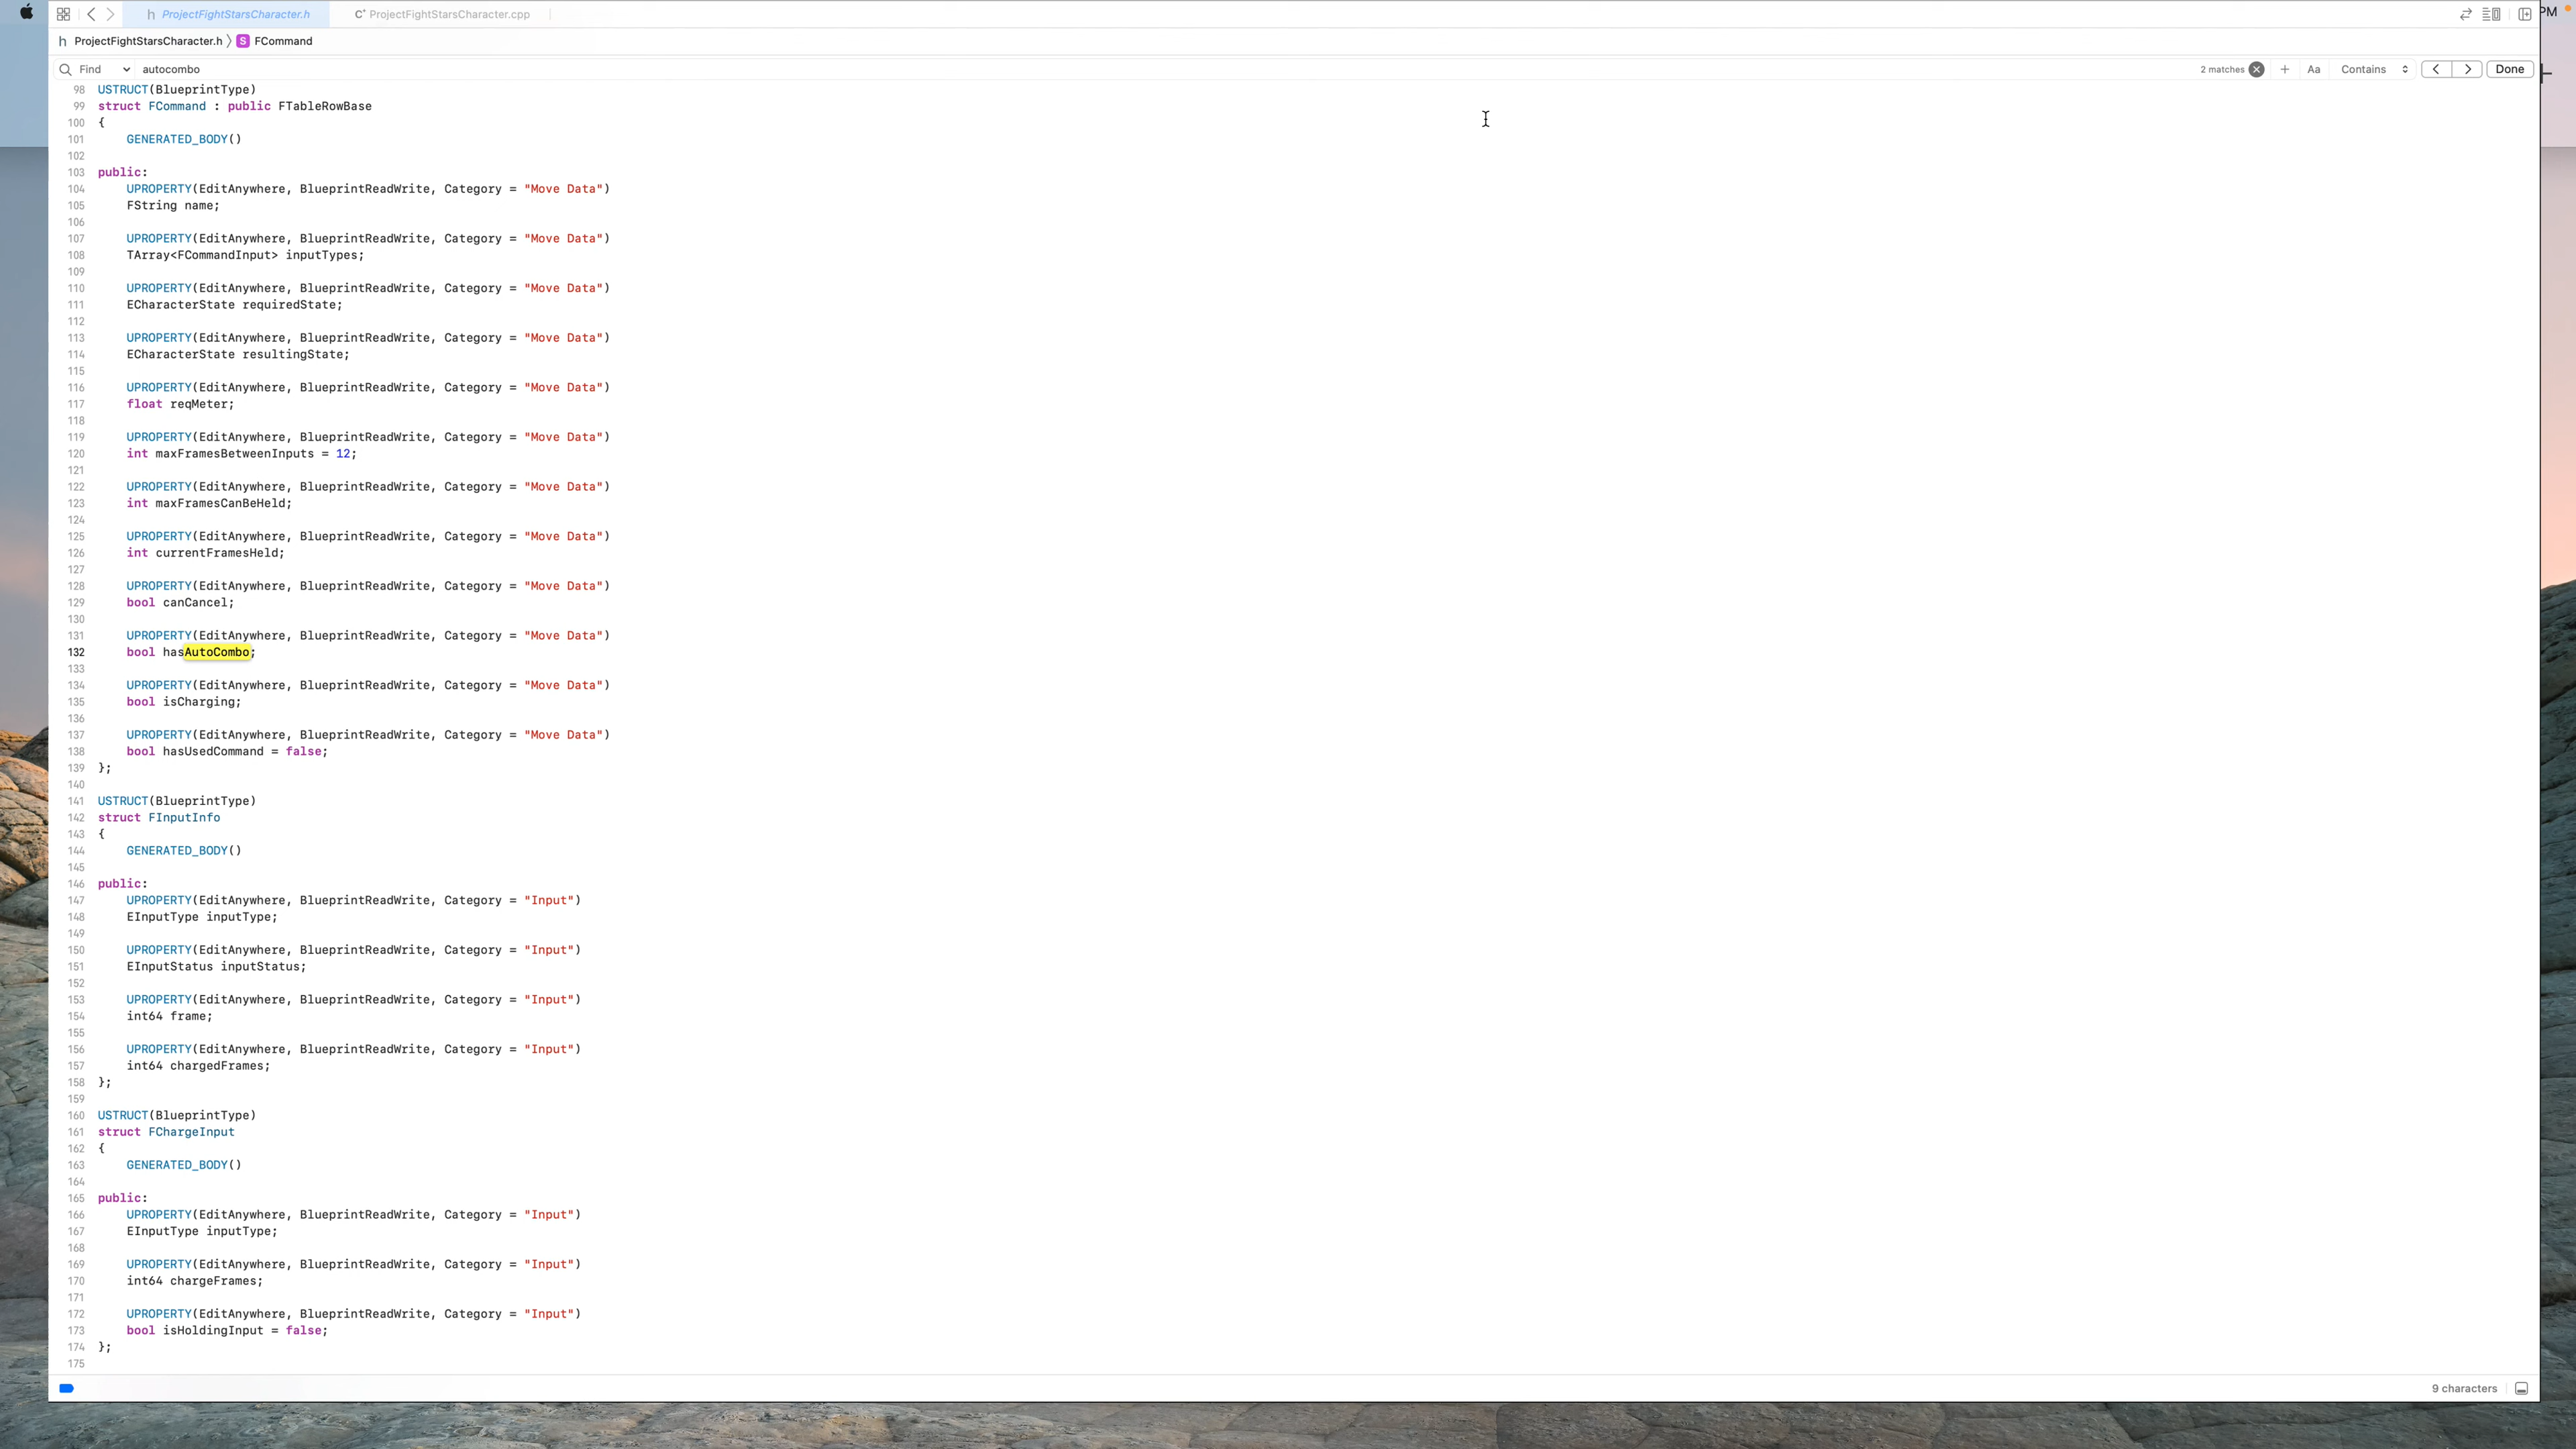 PM
ProjectFightStarsCharacter.h
ProjectFightStarsCharacter.cpp
ProjectFightStarsCharacter.h 〉 S FCommand
Find autocombo 2 matches Aa Contains Done
98 USTRUCT(BlueprintType)
99 struct FCommand : public FTableRowBase
100 {
101 GENERATED_BODY()
102
103 public:
104 UPROPERTY(EditAnywhere, BlueprintReadWrite, Category = "Move Data")
105 FString name;
106
107 UPROPERTY(EditAnywhere, BlueprintReadWrite, Category = "Move Data")
108 TArray<FCommandInput> inputTypes;
109
110 UPROPERTY(EditAnywhere, BlueprintReadWrite, Category = "Move Data")
111 ECharacterState requiredState;
112
113 UPROPERTY(EditAnywhere, BlueprintReadWrite, Category = "Move Data")
114 ECharacterState resultingState;
115
116 UPROPERTY(EditAnywhere, BlueprintReadWrite, Category = "Move Data")
117 float reqMeter;
118
119 UPROPERTY(EditAnywhere, BlueprintReadWrite, Category = "Move Data")
120 int maxFramesBetweenInputs = 12;
121
122 UPROPERTY(EditAnywhere, BlueprintReadWrite, Category = "Move Data")
123 int maxFramesCanBeHeld;
124
125 UPROPERTY(EditAnywhere, BlueprintReadWrite, Category = "Move Data")
126 int currentFramesHeld;
127
128 UPROPERTY(EditAnywhere, BlueprintReadWrite, Category = "Move Data")
129 bool canCancel;
130
131 UPROPERTY(EditAnywhere, BlueprintReadWrite, Category = "Move Data")
132 bool hasAutoCombo;
133
134 UPROPERTY(EditAnywhere, BlueprintReadWrite, Category = "Move Data")
135 bool isCharging;
136
137 UPROPERTY(EditAnywhere, BlueprintReadWrite, Category = "Move Data")
138 bool hasUsedCommand = false;
139 };
140
141 USTRUCT(BlueprintType)
142 struct FInputInfo
143 {
144 GENERATED_BODY()
145
146 public:
147 UPROPERTY(EditAnywhere, BlueprintReadWrite, Category = "Input")
148 EInputType inputType;
149
150 UPROPERTY(EditAnywhere, BlueprintReadWrite, Category = "Input")
151 EInputStatus inputStatus;
152
153 UPROPERTY(EditAnywhere, BlueprintReadWrite, Category = "Input")
154 int64 frame;
155
156 UPROPERTY(EditAnywhere, BlueprintReadWrite, Category = "Input")
157 int64 chargedFrames;
158 };
159
160 USTRUCT(BlueprintType)
161 struct FChargeInput
162 {
163 GENERATED_BODY()
164
165 public:
166 UPROPERTY(EditAnywhere, BlueprintReadWrite, Category = "Input")
167 EInputType inputType;
168
169 UPROPERTY(EditAnywhere, BlueprintReadWrite, Category = "Input")
170 int64 chargeFrames;
171
172 UPROPERTY(EditAnywhere, BlueprintReadWrite, Category = "Input")
173 bool isHoldingInput = false;
174 };
175
9 characters